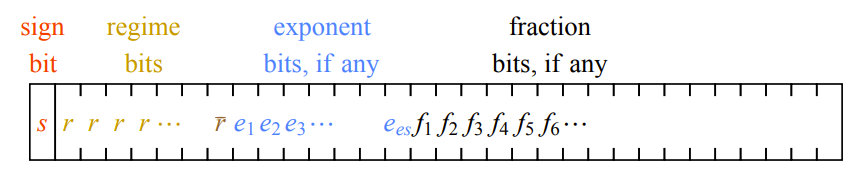 sign regime exponent fraction
bit bits bits, if any bits, if any
s r r r r ⋯ r̄ e₁ e₂ e₃ ⋯ eₑₛ f₁ f₂ f₃ f₄ f₅ f₆ ⋯